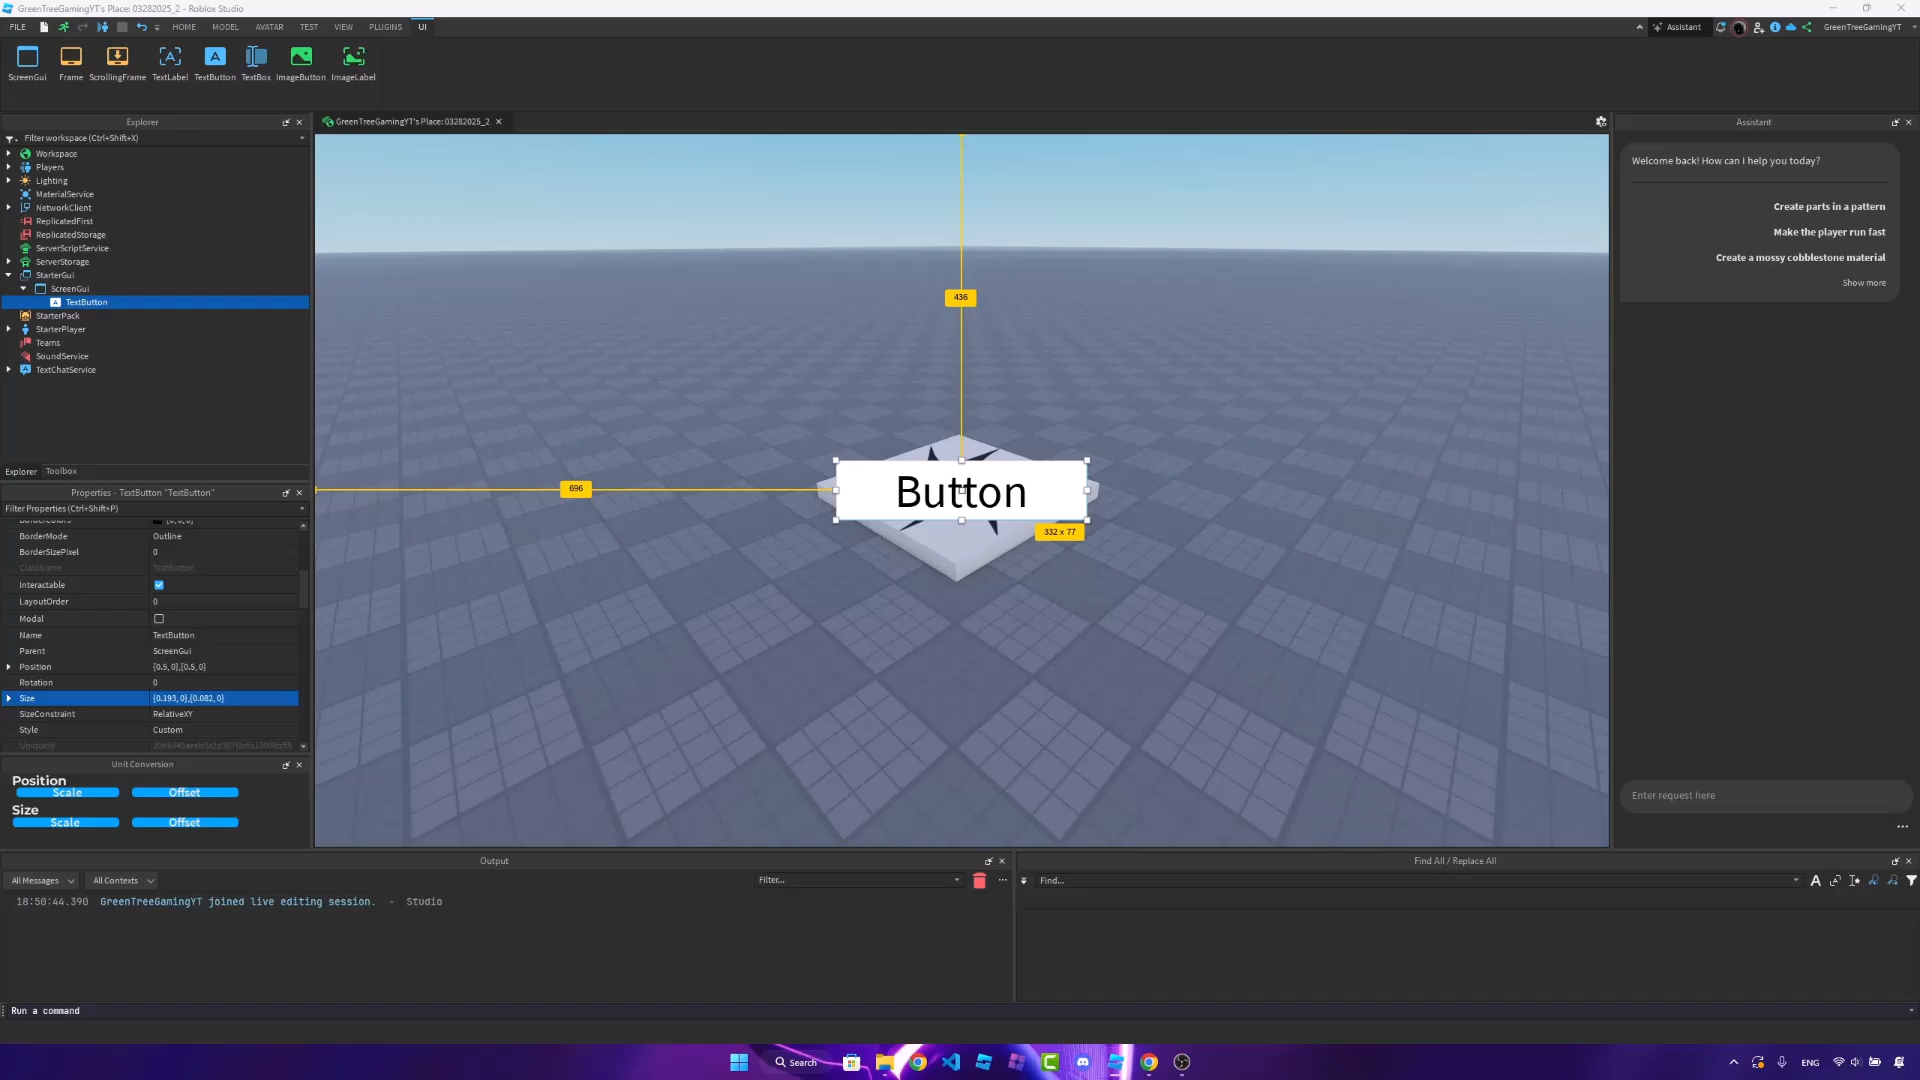 GreenTreeGamingYT's Place: 03282025_2 - Roblox Studio
FILE
HOME
MODEL
AVATAR
TEST
VIEW
PLUGINS
UI
Assistant
GreenTreeGamingYT
ScreenGui
Frame
ScrollingFrame
TextLabel
TextButton
TextBox
ImageButton
ImageLabel
Explorer
Filter workspace (Ctrl+Shift+X)
Workspace
Players
Lighting
MaterialService
NetworkClient
ReplicatedFirst
ReplicatedStorage
ServerScriptService
ServerStorage
StarterGui
ScreenGui
TextButton
StarterPack
StarterPlayer
Teams
SoundService
TextChatService
Explorer
Toolbox
Properties - TextButton "TextButton"
Filter Properties (Ctrl+Shift+P)
BorderMode Outline
BorderSizePixel 0
ClassName TextButton
Interactable
LayoutOrder 0
Modal
Name TextButton
Parent ScreenGui
Position {0.5, 0},{0.5, 0}
Rotation 0
Size {0.193, 0},{0.082, 0}
SizeConstraint RelativeXY
Style Custom
UniqueId
Unit Conversion
Position
Scale Offset
Size
Scale Offset
GreenTreeGamingYT's Place: 03282025_2
436
696
Button
332 x 77
Assistant
Welcome back! How can I help you today?
Create parts in a pattern
Make the player run fast
Create a mossy cobblestone material
Show more
Enter request here
Output
All Messages
All Contexts
Filter...
18:50:44.390 GreenTreeGamingYT joined live editing session. - Studio
Find All / Replace All
Find...
Run a command
Search
ENG